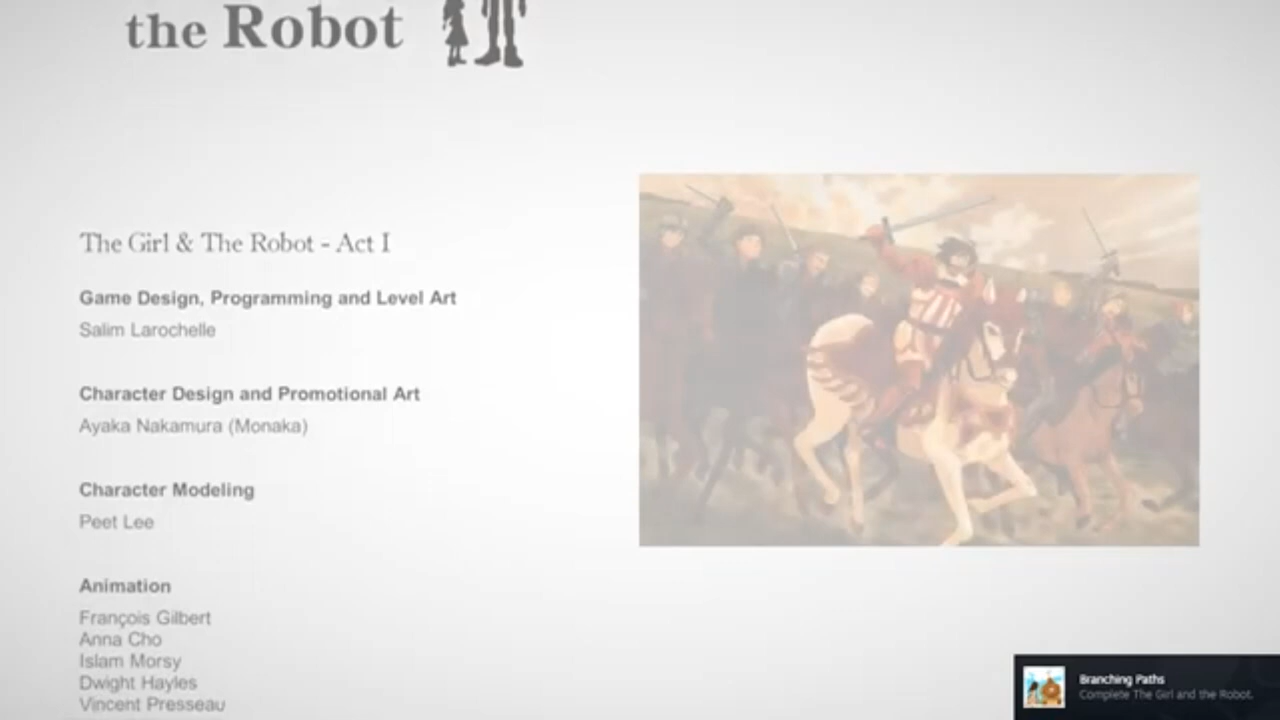 the Robot
The Girl & The Robot - Act I
Game Design, Programming and Level Art
Salim Larochelle
Character Design and Promotional Art
Ayaka Nakamura (Monaka)
Character Modeling
Peet Lee
Animation
François Gilbert
Anna Cho
Islam Morsy
Dwight Hayles
Vincent Presseau
Branching Paths
Complete The Girl and the Robot.